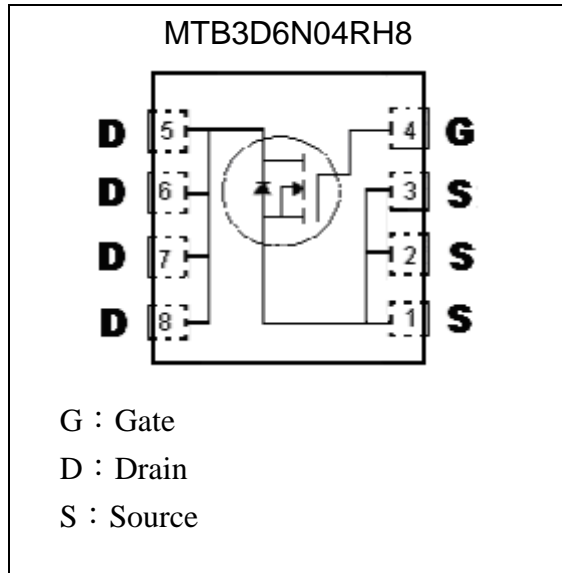 MTB3D6N04RH8
D 5 4 G
D 6 3 S
D 7 2 S
D 8 1 S
G：Gate
D：Drain
S：Source